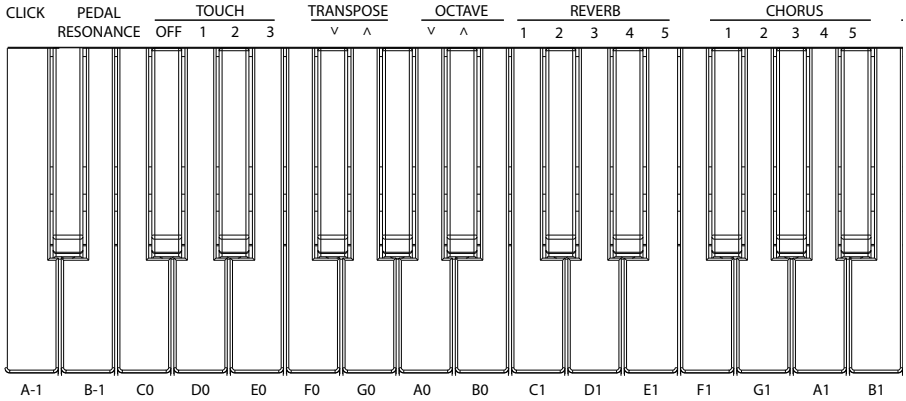 CLICK PEDAL TOUCH TRANSPOSE OCTAVE REVERB CHORUS
RESONANCE OFF 1 2 3 ˅ ˄ ˅ ˄ 1 2 3 4 5 1 2 3 4 5
A-1 B-1 C0 D0 E0 F0 G0 A0 B0 C1 D1 E1 F1 G1 A1 B1